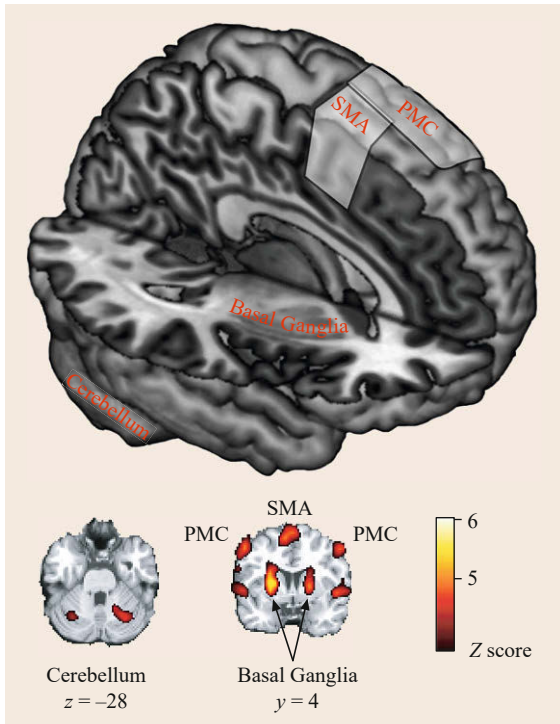 SMA
PMC
Basal Ganglia
Cerebellum
SMA
PMC
PMC
6
5
Z score
Cerebellum
z = –28
Basal Ganglia
y = 4